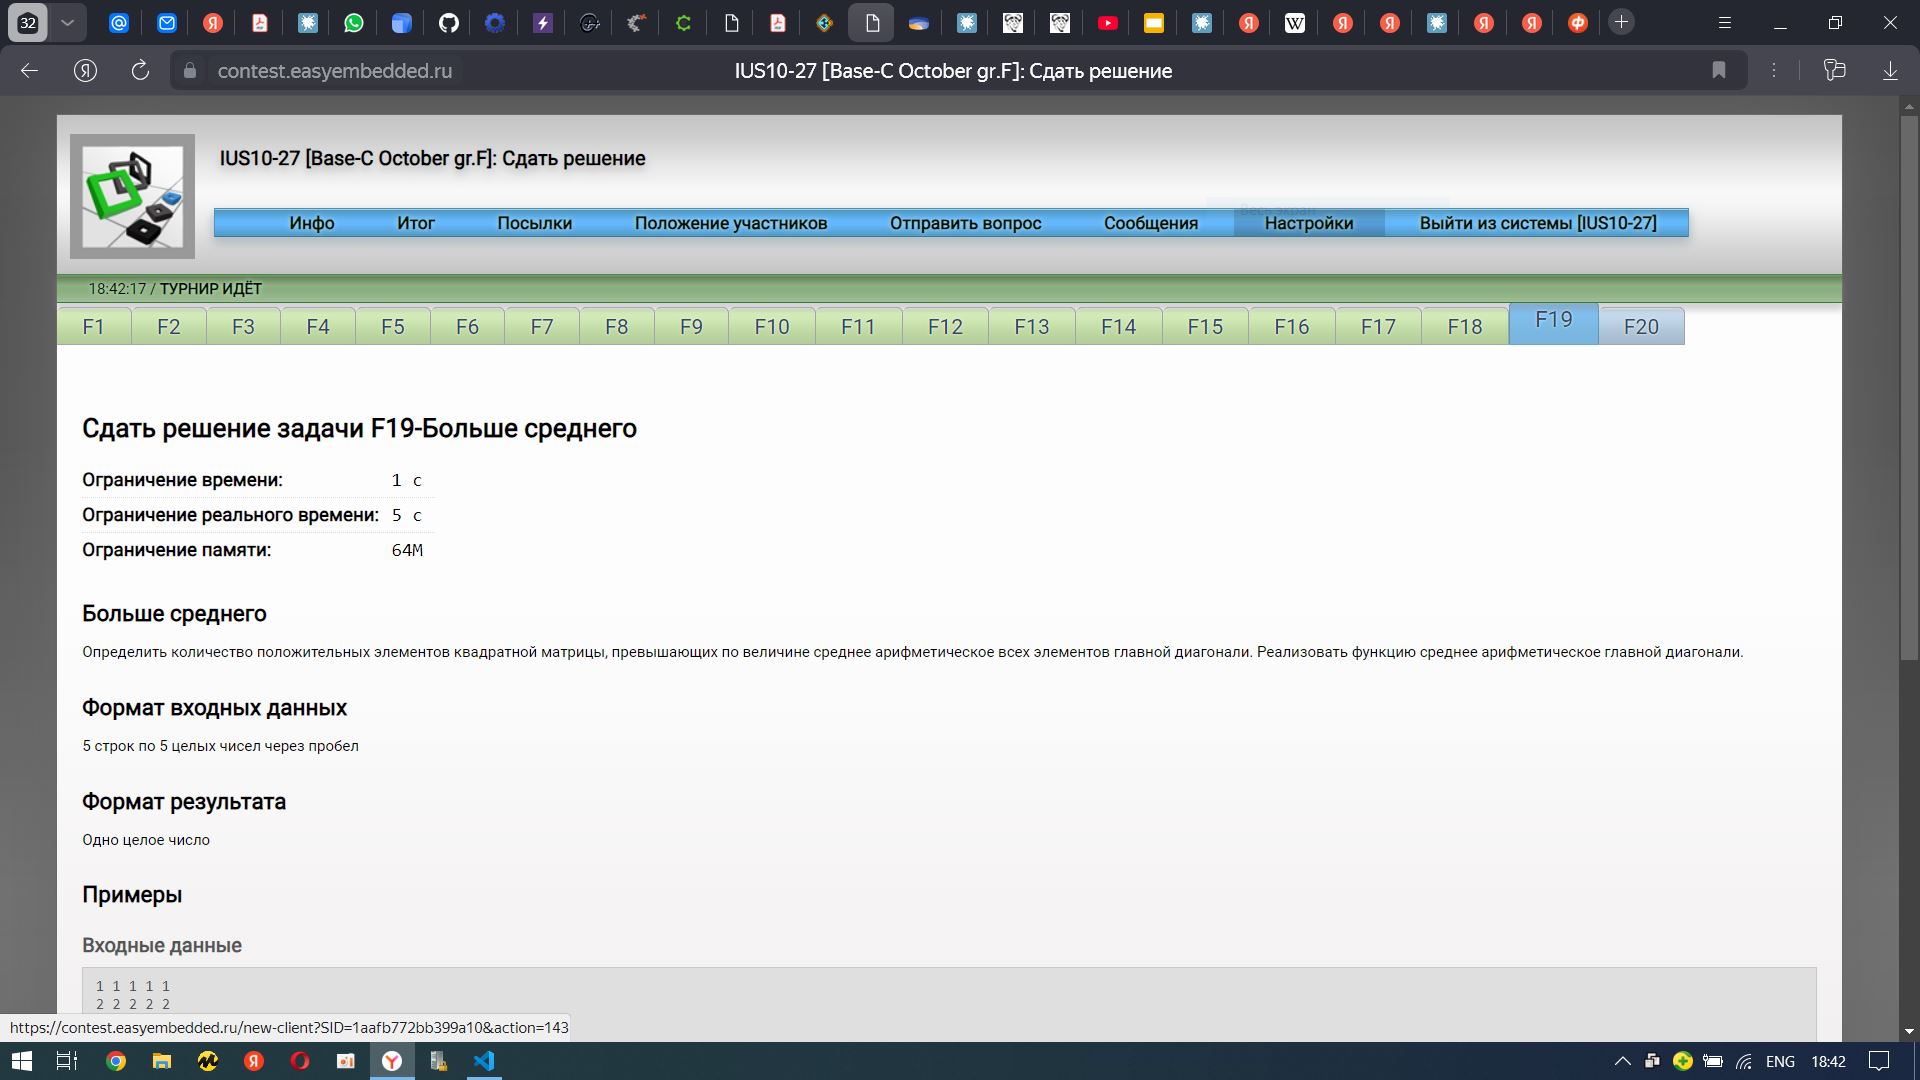 32
contest.easyembedded.ru
IUS10-27 [Base-C October gr.F]: Сдать решение
IUS10-27 [Base-C October gr.F]: Сдать решение
Инфо Итог Посылки Положение участников Отправить вопрос Сообщения Настройки Выйти из системы [IUS10-27]
18:42:17 / ТУРНИР ИДЁТ
F1 F2 F3 F4 F5 F6 F7 F8 F9 F10 F11 F12 F13 F14 F15 F16 F17 F18 F19 F20
Сдать решение задачи F19-Больше среднего
Ограничение времени: 1 с
Ограничение реального времени: 5 с
Ограничение памяти: 64M
Больше среднего
Определить количество положительных элементов квадратной матрицы, превышающих по величине среднее арифметическое всех элементов главной диагонали. Реализовать функцию среднее арифметическое главной диагонали.
Формат входных данных
5 строк по 5 целых чисел через пробел
Формат результата
Одно целое число
Примеры
Входные данные
1 1 1 1 1
2 2 2 2 2
https://contest.easyembedded.ru/new-client?SID=1aafb772bb399a10&action=143
ENG 18:42